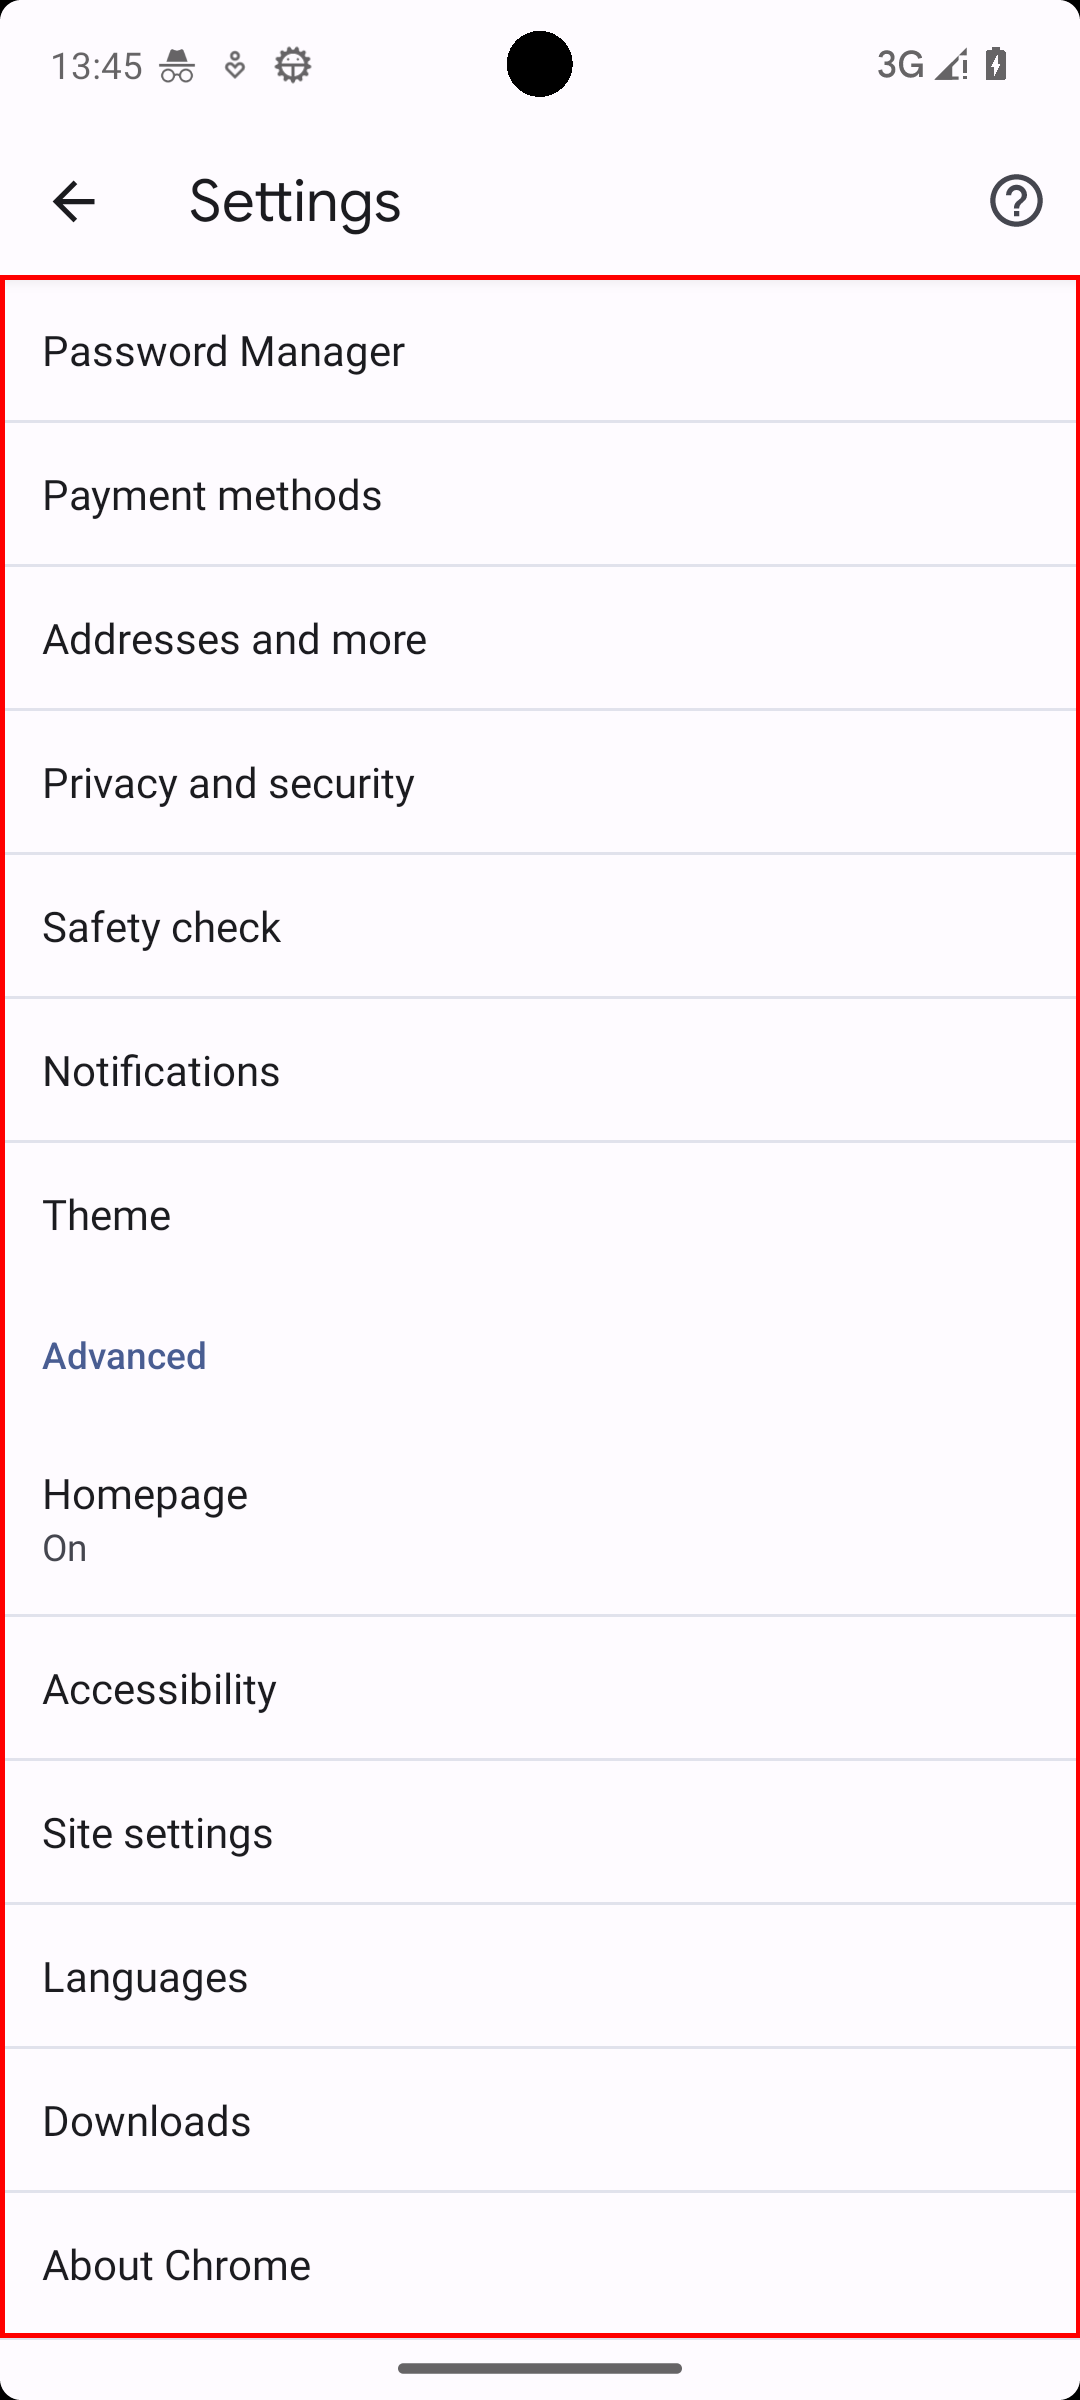 13:45
3G
Settings
Password Manager
Payment methods
Addresses and more
Privacy and security
Safety check
Notifications
Theme
Advanced
Homepage
On
Accessibility
Site settings
Languages
Downloads
About Chrome